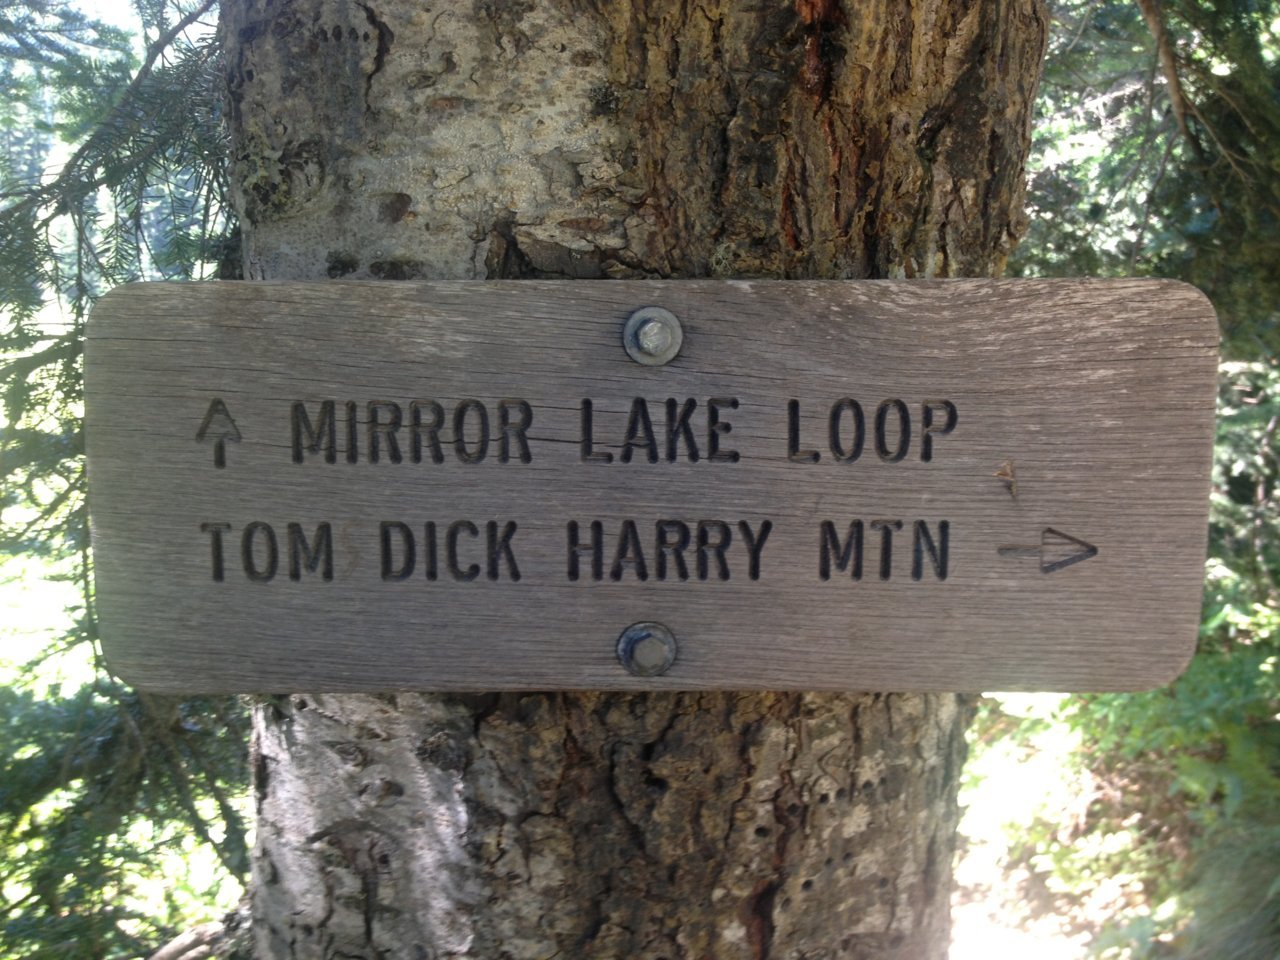 ↑ MIRROR LAKE LOOP
TOM DICK HARRY MTN →